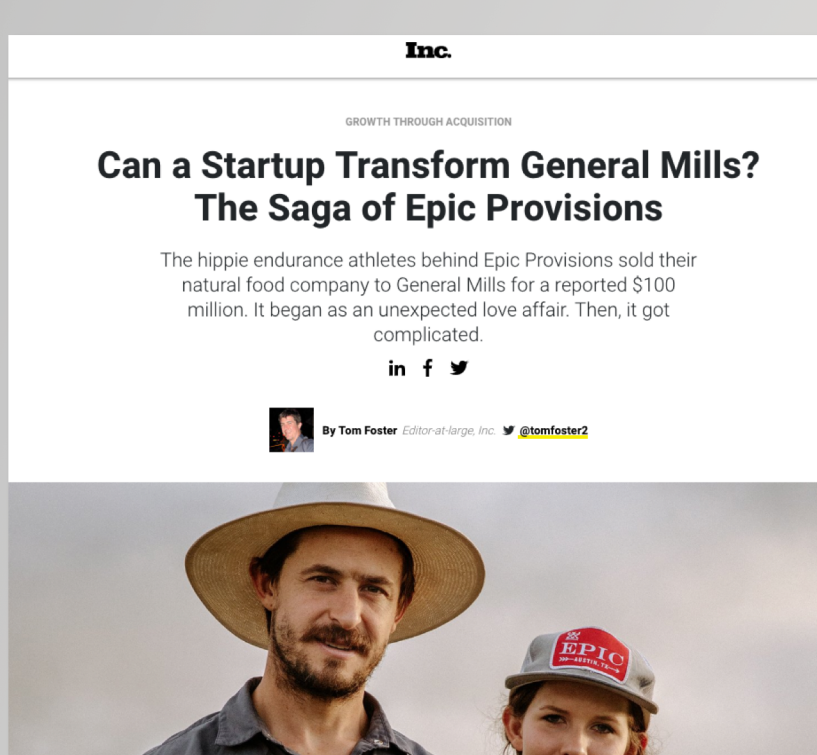 Inc.
GROWTH THROUGH ACQUISITION
Can a Startup Transform General Mills?
The Saga of Epic Provisions
The hippie endurance athletes behind Epic Provisions sold their
natural food company to General Mills for a reported $100
million. It began as an unexpected love affair. Then, it got
complicated.
By Tom Foster Editor-at-large, Inc. @tomfoster2
EPIC
AUSTIN, TX